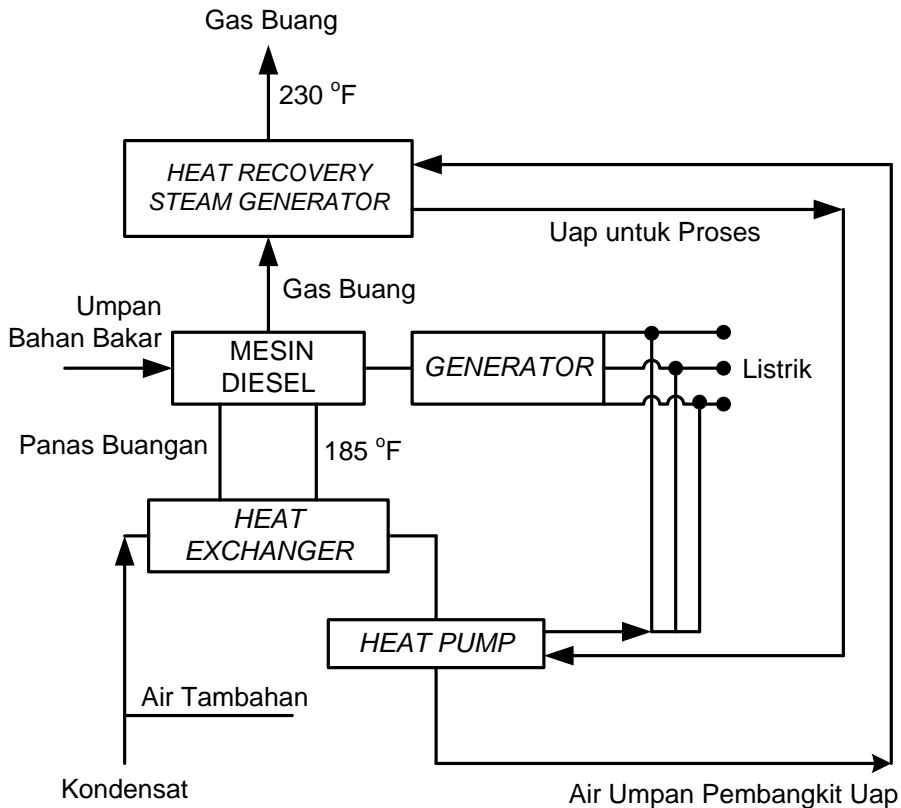 Gas Buang
230 °F
HEAT RECOVERY
STEAM GENERATOR
Uap untuk Proses
Gas Buang
Umpan
Bahan Bakar
MESIN
DIESEL
GENERATOR
Listrik
Panas Buangan
185 °F
HEAT
EXCHANGER
HEAT PUMP
Air Tambahan
Kondensat
Air Umpan Pembangkit Uap